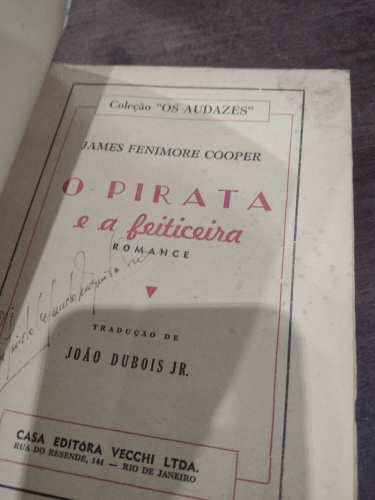 Coleção "OS AUDAZES"
JAMES FENIMORE COOPER
O PIRATA
e a feiticeira
ROMANCE
TRADUÇÃO DE
JOÃO DUBOIS JR.
CASA EDITÔRA VECCHI LTDA.
RUA DO RESENDE, 144 — RIO DE JANEIRO